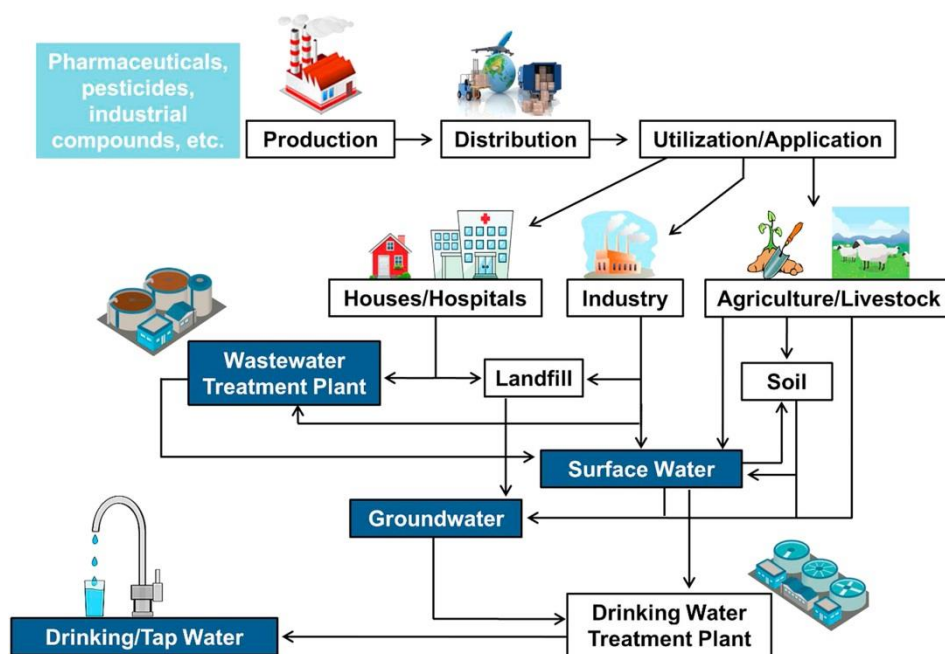 Pharmaceuticals,
pesticides,
industrial
compounds, etc.
Production
Distribution
Utilization/Application
Houses/Hospitals
Industry
Agriculture/Livestock
Wastewater
Treatment Plant
Landfill
Soil
Surface Water
Groundwater
Drinking Water
Treatment Plant
Drinking/Tap Water